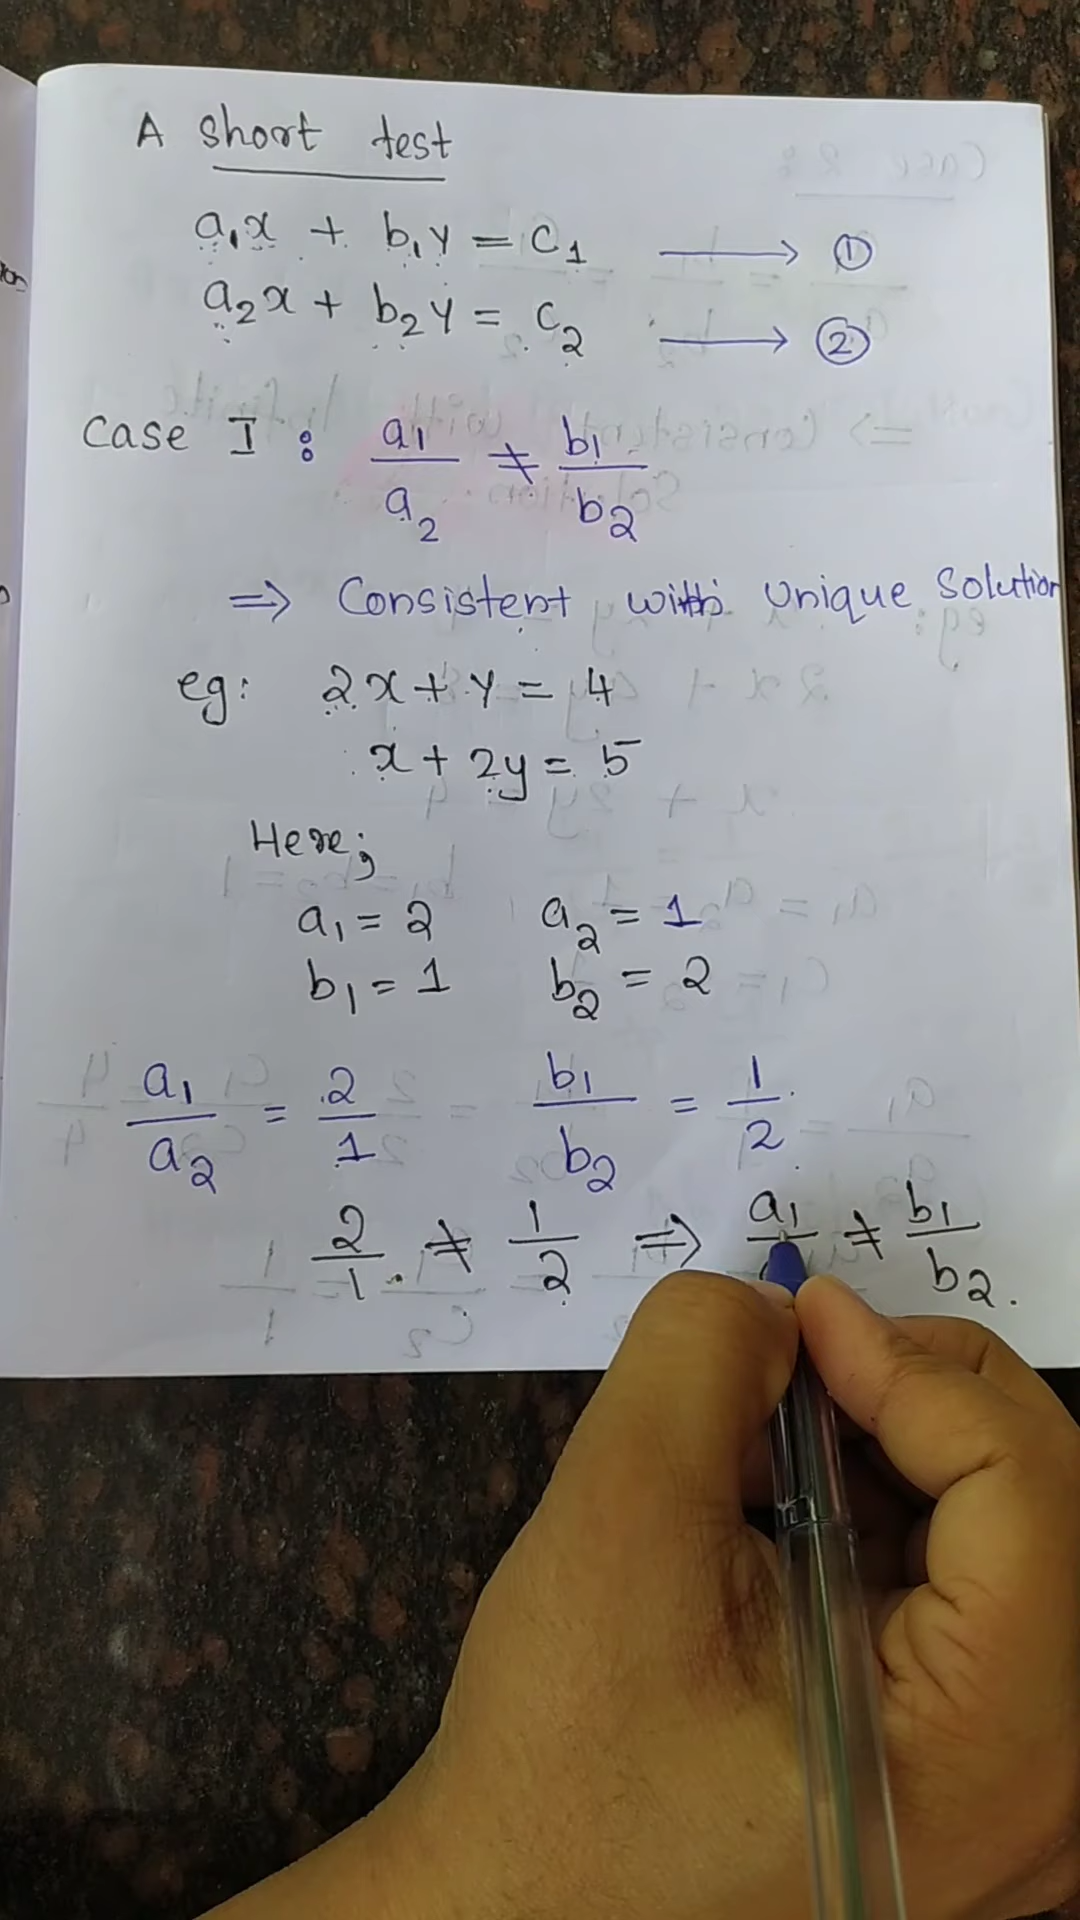 A short test
a₁x + b₁y = c₁ ⟶ ①
a₂x + b₂y = c₂ ⟶ ②
Case I : a₁/a₂ ≠ b₁/b₂
⇒ Consistent with unique solution
eg: 2x + y = 4
x + 2y = 5
Here;
a₁ = 2 a₂ = 1
b₁ = 1 b₂ = 2
a₁/a₂ = 2/1 b₁/b₂ = 1/2
2/1 ≠ 1/2 ⇒ a₁/ ≠ b₁/b₂.